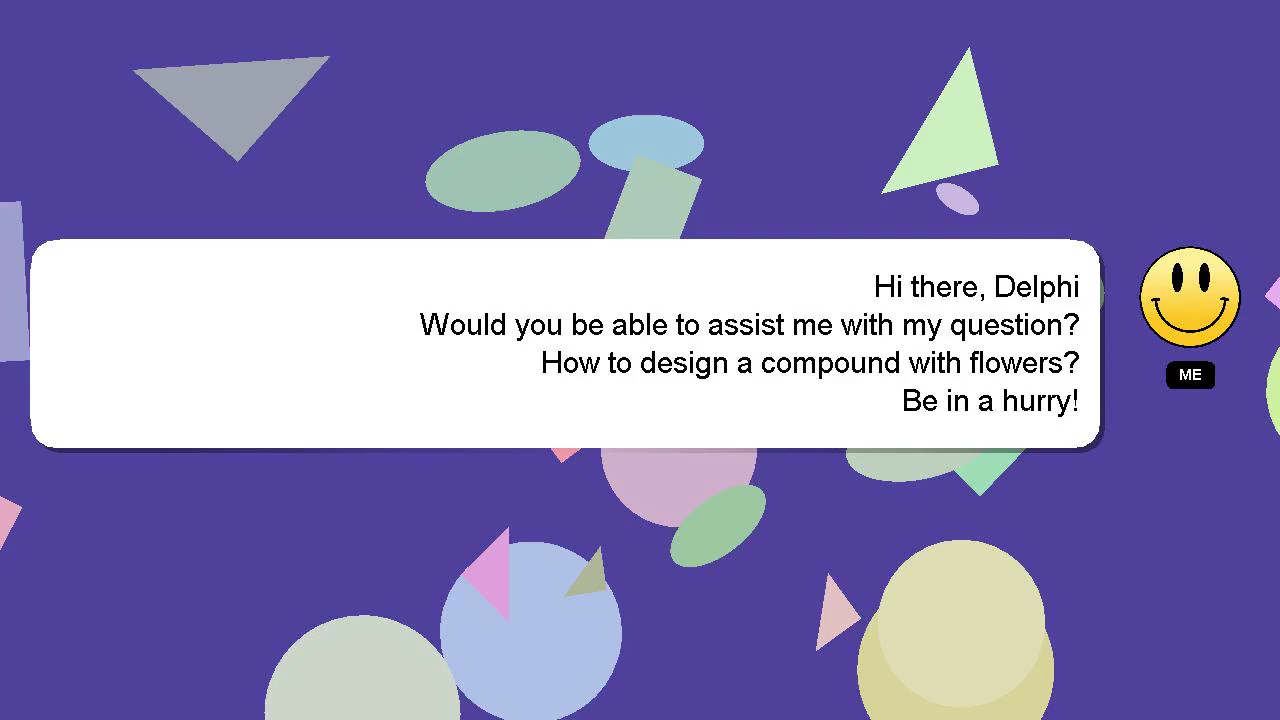 Hi there, Delphi
Would you be able to assist me with my question?
How to design a compound with flowers?
Be in a hurry!
ME